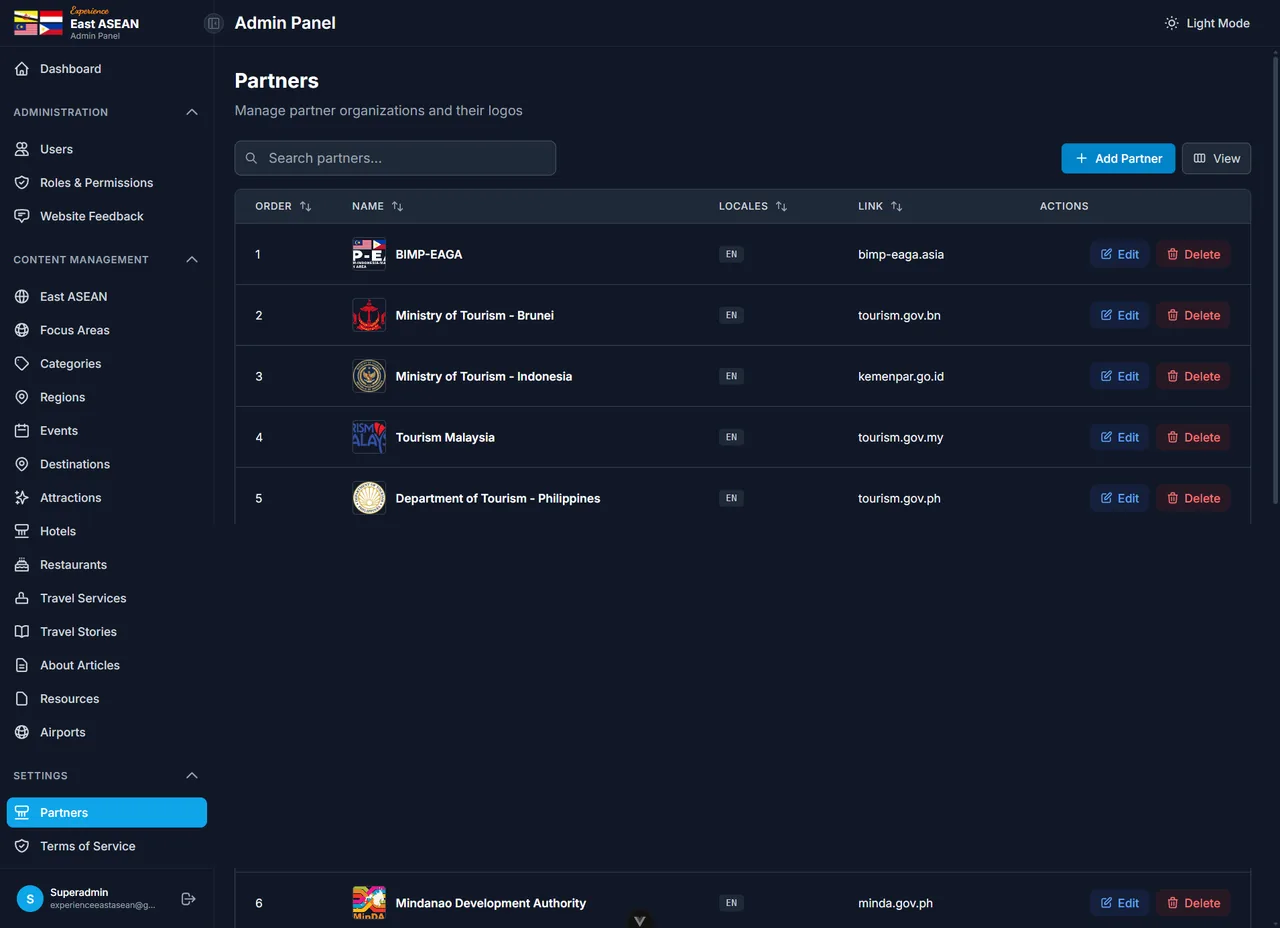 Experience
East ASEAN
Admin Panel
Admin Panel
Light Mode
Dashboard
ADMINISTRATION
Users
Roles & Permissions
Website Feedback
CONTENT MANAGEMENT
East ASEAN
Focus Areas
Categories
Regions
Events
Destinations
Attractions
Hotels
Restaurants
Travel Services
Travel Stories
About Articles
Resources
Airports
SETTINGS
Partners
Terms of Service
S
Superadmin
experienceeastasean@g...
Partners
Manage partner organizations and their logos
Search partners...
Add Partner
View
ORDER NAME LOCALES LINK ACTIONS
1 P-EA BIMP-EAGA EN bimp-eaga.asia Edit Delete
2 Ministry of Tourism - Brunei EN tourism.gov.bn Edit Delete
3 Ministry of Tourism - Indonesia EN kemenpar.go.id Edit Delete
4 Tourism Malaysia EN tourism.gov.my Edit Delete
5 Department of Tourism - Philippines EN tourism.gov.ph Edit Delete
6 MinDA Mindanao Development Authority EN minda.gov.ph Edit Delete